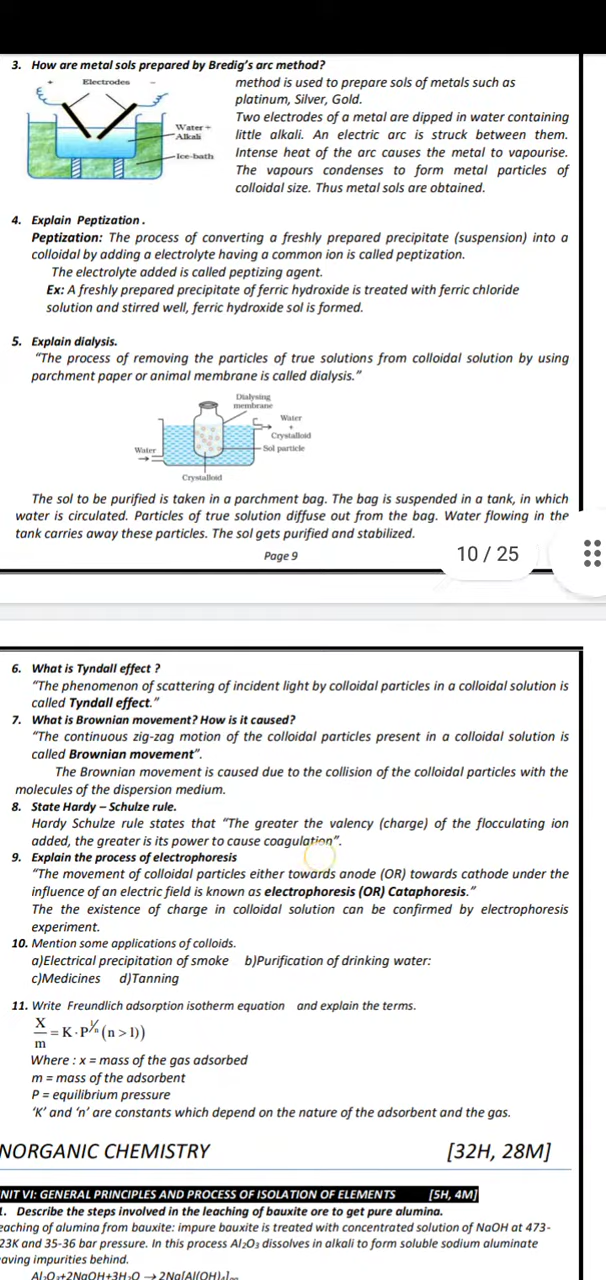 3. How are metal sols prepared by Bredig's arc method?
+ Electrodes −
Water +
Alkali
Ice-bath
method is used to prepare sols of metals such as
platinum, Silver, Gold.
Two electrodes of a metal are dipped in water containing
little alkali. An electric arc is struck between them.
Intense heat of the arc causes the metal to vapourise.
The vapours condenses to form metal particles of
colloidal size. Thus metal sols are obtained.
4. Explain Peptization .
Peptization: The process of converting a freshly prepared precipitate (suspension) into a
colloidal by adding a electrolyte having a common ion is called peptization.
The electrolyte added is called peptizing agent.
Ex: A freshly prepared precipitate of ferric hydroxide is treated with ferric chloride
solution and stirred well, ferric hydroxide sol is formed.
5. Explain dialysis.
"The process of removing the particles of true solutions from colloidal solution by using
parchment paper or animal membrane is called dialysis."
Dialysing
membrane
Water
+
Crystalloid
Sol particle
Water
Crystalloid
The sol to be purified is taken in a parchment bag. The bag is suspended in a tank, in which
water is circulated. Particles of true solution diffuse out from the bag. Water flowing in the
tank carries away these particles. The sol gets purified and stabilized.
Page 9
10 / 25
6. What is Tyndall effect ?
"The phenomenon of scattering of incident light by colloidal particles in a colloidal solution is
called Tyndall effect."
7. What is Brownian movement? How is it caused?
"The continuous zig-zag motion of the colloidal particles present in a colloidal solution is
called Brownian movement".
The Brownian movement is caused due to the collision of the colloidal particles with the
molecules of the dispersion medium.
8. State Hardy – Schulze rule.
Hardy Schulze rule states that "The greater the valency (charge) of the flocculating ion
added, the greater is its power to cause coagulation".
9. Explain the process of electrophoresis
"The movement of colloidal particles either towards anode (OR) towards cathode under the
influence of an electric field is known as electrophoresis (OR) Cataphoresis."
The the existence of charge in colloidal solution can be confirmed by electrophoresis
experiment.
10. Mention some applications of colloids.
a)Electrical precipitation of smoke b)Purification of drinking water:
c)Medicines d)Tanning
11. Write Freundlich adsorption isotherm equation and explain the terms.
X/m = K·P^1/n (n > 1))
Where : x = mass of the gas adsorbed
m = mass of the adsorbent
P = equilibrium pressure
'K' and 'n' are constants which depend on the nature of the adsorbent and the gas.
NORGANIC CHEMISTRY [32H, 28M]
NIT VI: GENERAL PRINCIPLES AND PROCESS OF ISOLATION OF ELEMENTS [5H, 4M]
1. Describe the steps involved in the leaching of bauxite ore to get pure alumina.
eaching of alumina from bauxite: impure bauxite is treated with concentrated solution of NaOH at 473-
23K and 35-36 bar pressure. In this process Al₂O₃ dissolves in alkali to form soluble sodium aluminate
eaving impurities behind.
Al₂O₃+2NaOH+3H₂O → 2Na[Al(OH)₄]